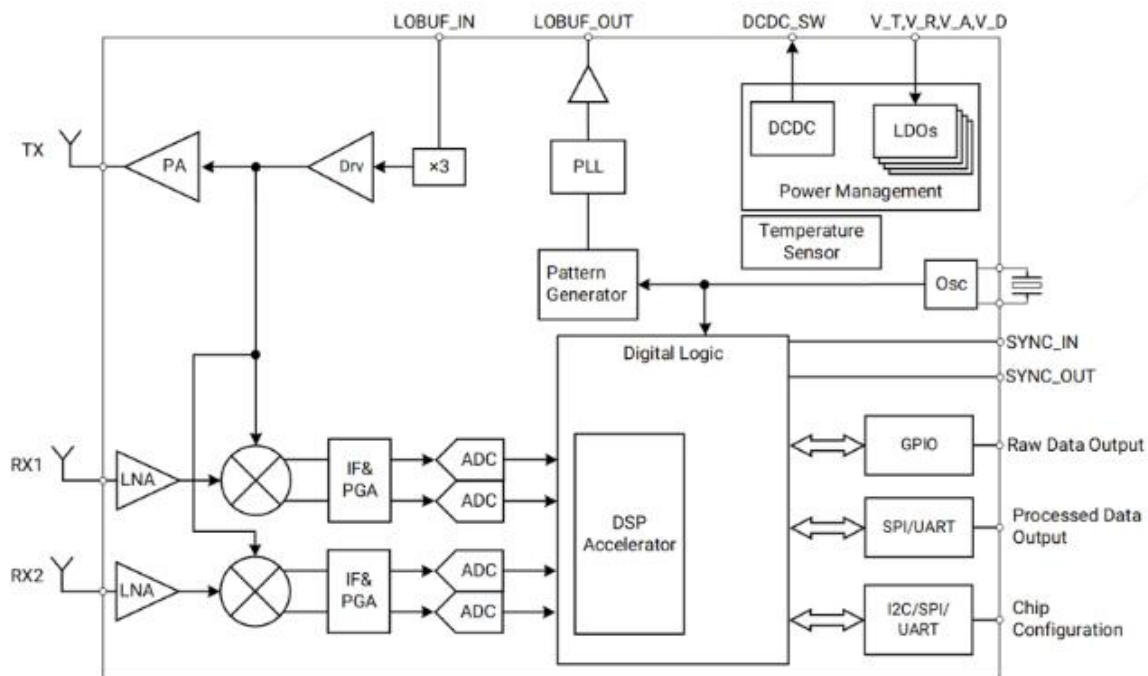 LOBUF_IN
LOBUF_OUT
DCDC_SW
V_T,V_R,V_A,V_D
TX
PA
Drv
×3
PLL
DCDC
LDOs
Power Management
Temperature
Sensor
Pattern
Generator
Osc
Digital Logic
SYNC_IN
SYNC_OUT
RX1
LNA
IF&
PGA
ADC
ADC
GPIO
Raw Data Output
DSP
Accelerator
SPI/UART
Processed Data
Output
RX2
LNA
IF&
PGA
ADC
ADC
I2C/SPI/
UART
Chip
Configuration